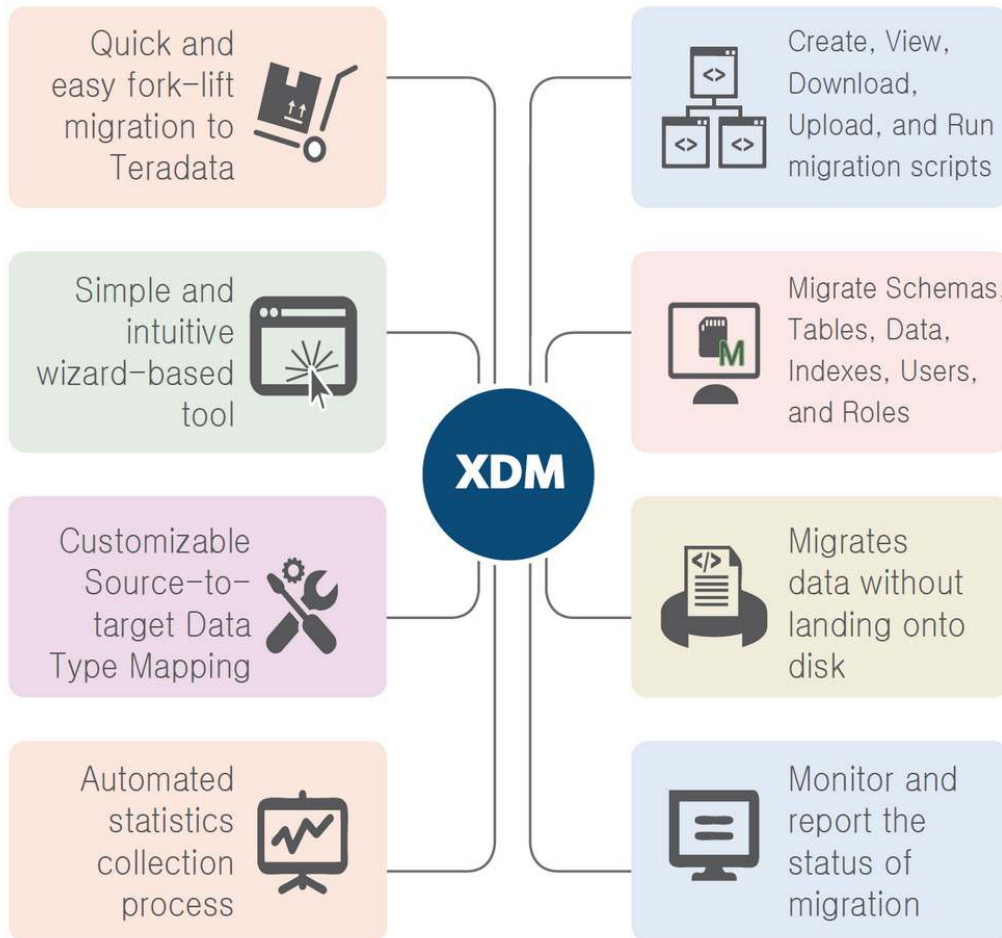 Quick and
easy fork-lift
migration to
Teradata
Simple and
intuitive
wizard-based
tool
Customizable
Source-to-
target Data
Type Mapping
Automated
statistics
collection
process
XDM
<>
<>
<>
Create, View,
Download,
Upload, and Run
migration scripts
M
Migrate Schemas,
Tables, Data,
Indexes, Users,
and Roles
</>
Migrates
data without
landing onto
disk
Monitor and
report the
status of
migration